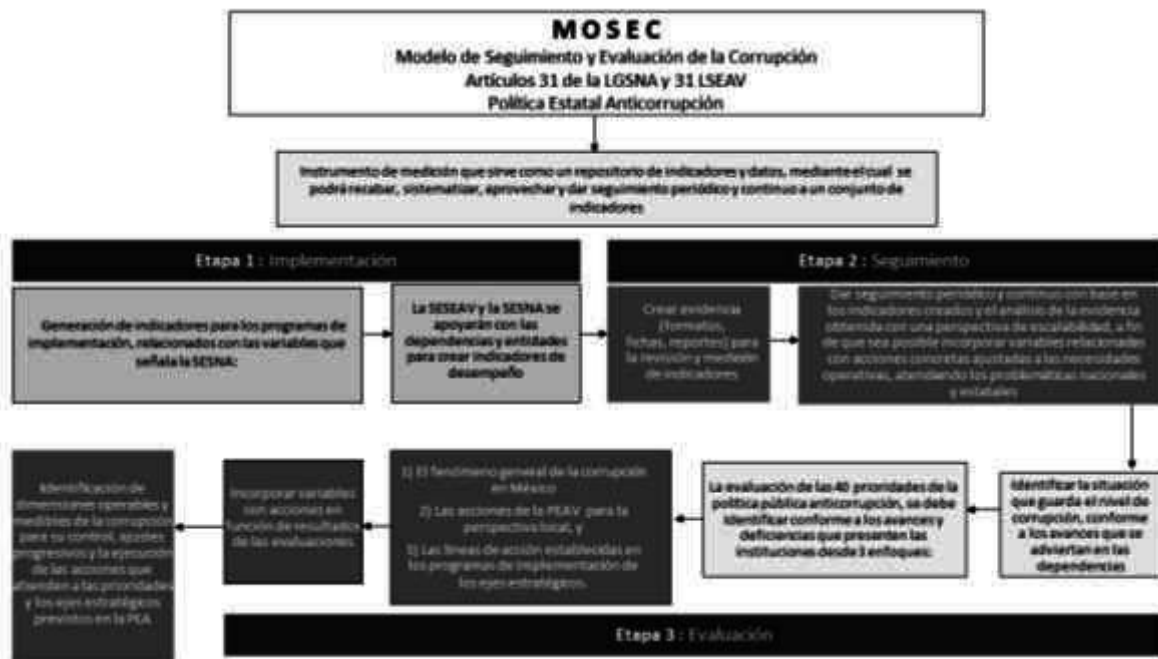 MOSEC
Modelo de Seguimiento y Evaluación de la Corrupción
Artículos 31 de la LGSNA y 31 LSEAV
Política Estatal Anticorrupción
Instrumento de medición que sirve como un repositorio de indicadores y datos, mediante el cual se
podrá recabar, sistematizar, aprovechar y dar seguimiento periódico y continuo a un conjunto de
indicadores
Etapa 1 : Implementación
Etapa 2 : Seguimiento
Generación de indicadores para los programas de
implementación, relacionados con las variables que
señala la SESNA:
La SESEAV y la SESNA se
apoyarán con las
dependencias y entidades
para crear indicadores de
desempeño
Crear evidencia
(formatos,
fichas, reportes) para
la revisión y medición
de indicadores
Dar seguimiento periódico y continuo con base en
los indicadores creados y el análisis de la evidencia
obtenida con una perspectiva de escalabilidad, a fin
de que sea posible incorporar variables relacionados
con acciones concretas ajustadas a las necesidades
operativas, atendiendo las problemáticas nacionales
y estatales
Identificación de
dimensiones operables y
medibles de la corrupción
para su control, ajustes
progresivos y la ejecución
de las acciones que
atienden a las prioridades
y los ejes estratégicos
previstos en la PEA
Incorporar variables
con acciones en
función de resultados
de las evaluaciones.
1) El fenómeno general de la corrupción
en México
2) Las acciones de la PEAV para la
perspectiva local, y
3) Las líneas de acción establecidas en
los programas de implementación de
los ejes estratégicos.
La evaluación de las 40 prioridades de la
política pública anticorrupción, se debe
identificar conforme a los avances y
deficiencias que presenten las
instituciones desde 3 enfoques:
Identificar la situación
que guarda el nivel de
corrupción, conforme
a los avances que se
adviertan en las
dependencias
Etapa 3 : Evaluación